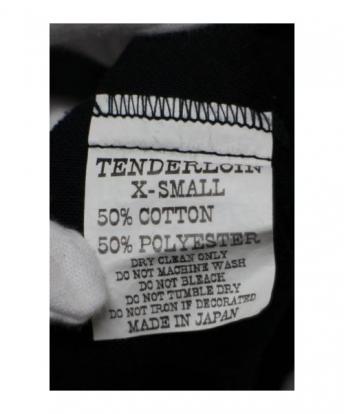 TENDERLOIN
X-SMALL
50% COTTON
50% POLYESTER
DRY CLEAN ONLY
DO NOT MACHINE WASH
DO NOT BLEACH
DO NOT TUMBLE DRY
DO NOT IRON IF DECORATED
MADE IN JAPAN